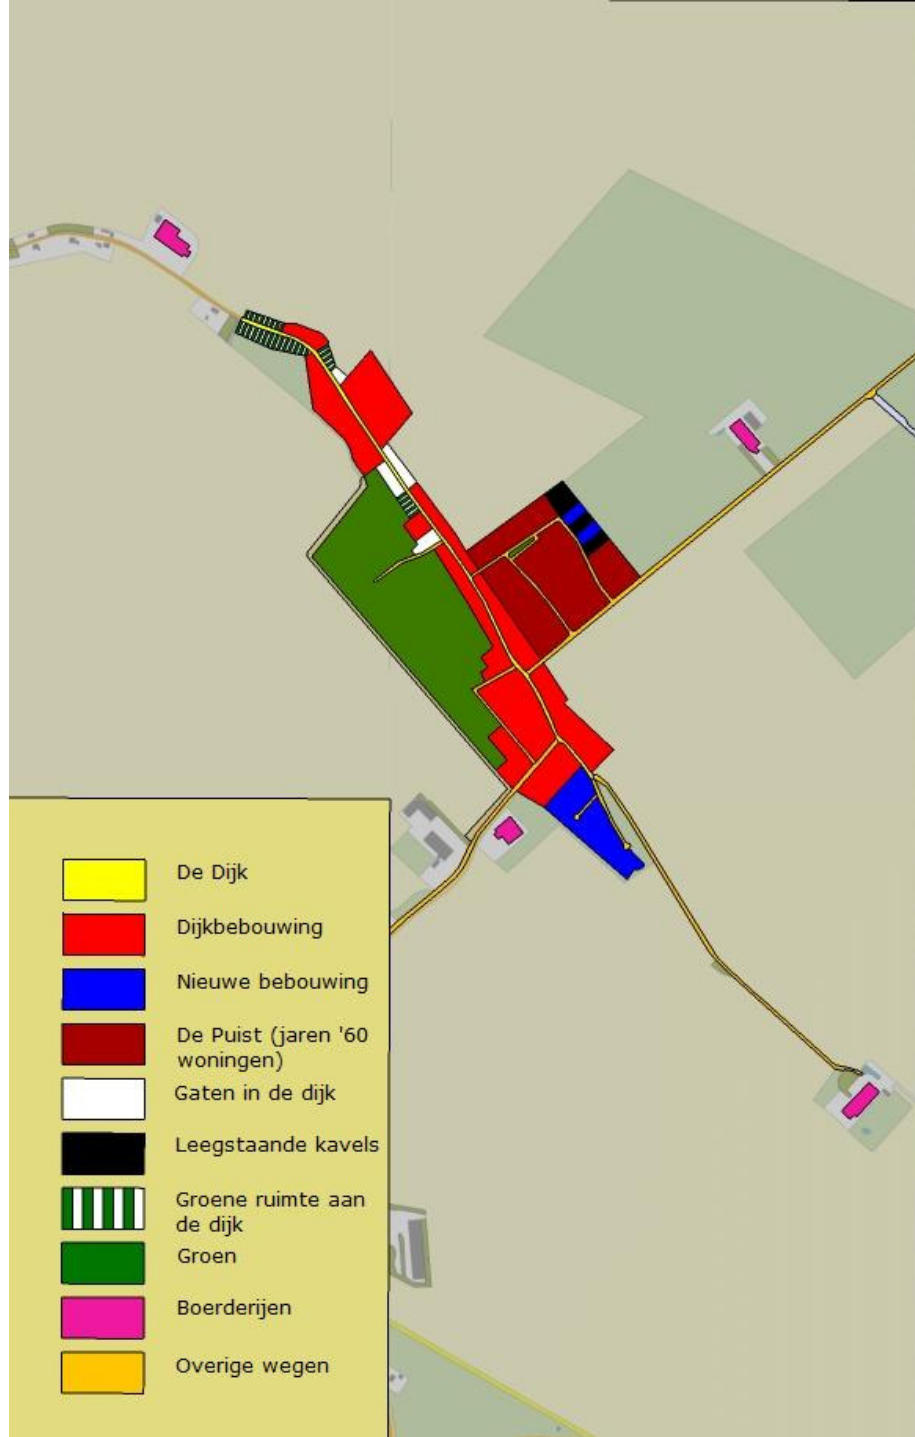 De Dijk
Dijkbebouwing
Nieuwe bebouwing
De Puist (jaren '60
woningen)
Gaten in de dijk
Leegstaande kavels
Groene ruimte aan
de dijk
Groen
Boerderijen
Overige wegen